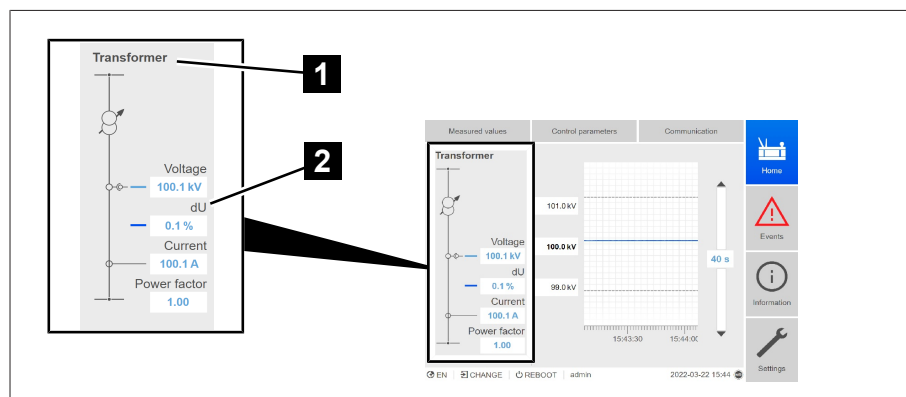 Transformer
1
Voltage
100.1 kV
2
dU
0.1 %
Current
100.1 A
Power factor
1.00
Measured values
Control parameters
Communication
Transformer
Voltage
100.1 kV
dU
0.1 %
Current
100.1 A
Power factor
1.00
101.0 kV
100.0 kV
99.0 kV
15:43:30
15:44:00
40 s
Home
Events
Information
Settings
EN
CHANGE
REBOOT
admin
2022-03-22 15:44